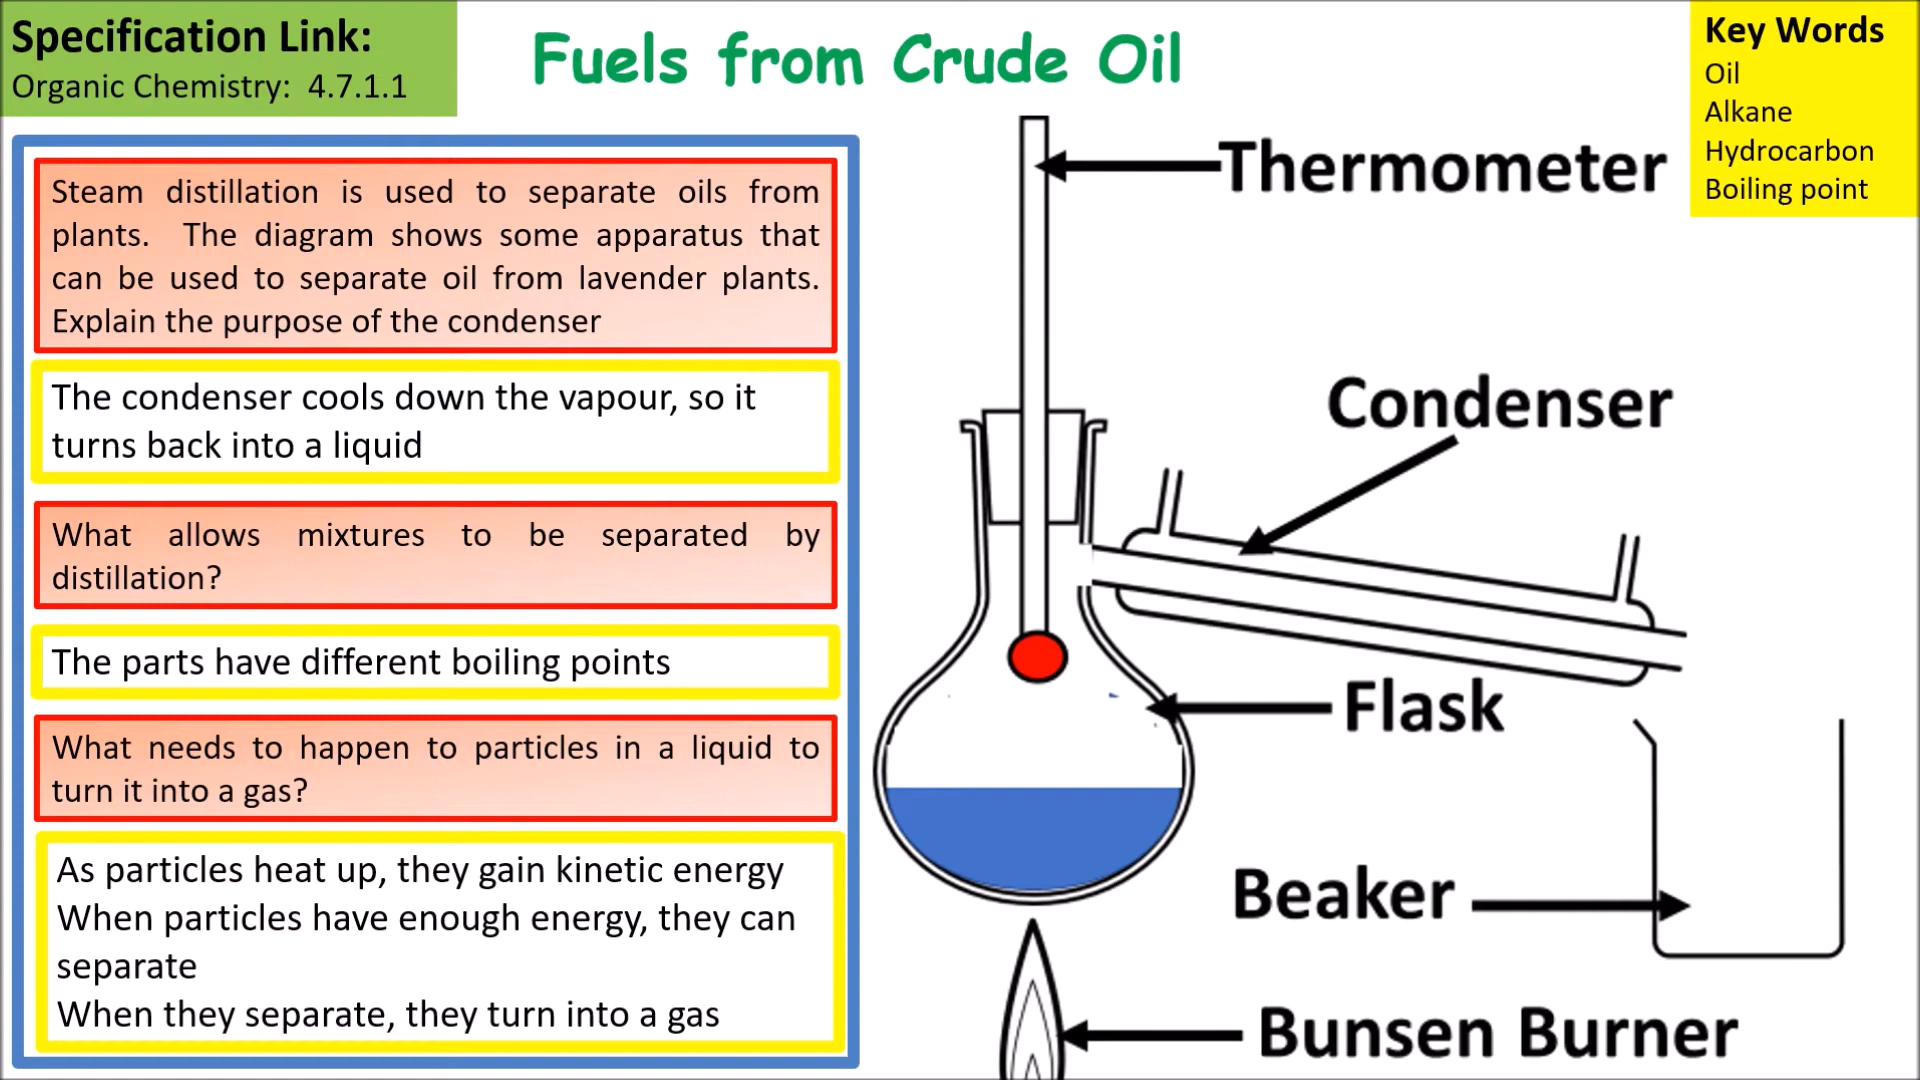 Specification Link:
Organic Chemistry: 4.7.1.1
Fuels from Crude Oil
Key Words
Oil
Alkane
Hydrocarbon
Boiling point
Steam distillation is used to separate oils from
plants. The diagram shows some apparatus that
can be used to separate oil from lavender plants.
Explain the purpose of the condenser
The condenser cools down the vapour, so it
turns back into a liquid
What allows mixtures to be separated by
distillation?
The parts have different boiling points
What needs to happen to particles in a liquid to
turn it into a gas?
As particles heat up, they gain kinetic energy
When particles have enough energy, they can
separate
When they separate, they turn into a gas
Thermometer
Condenser
Flask
Beaker
Bunsen Burner